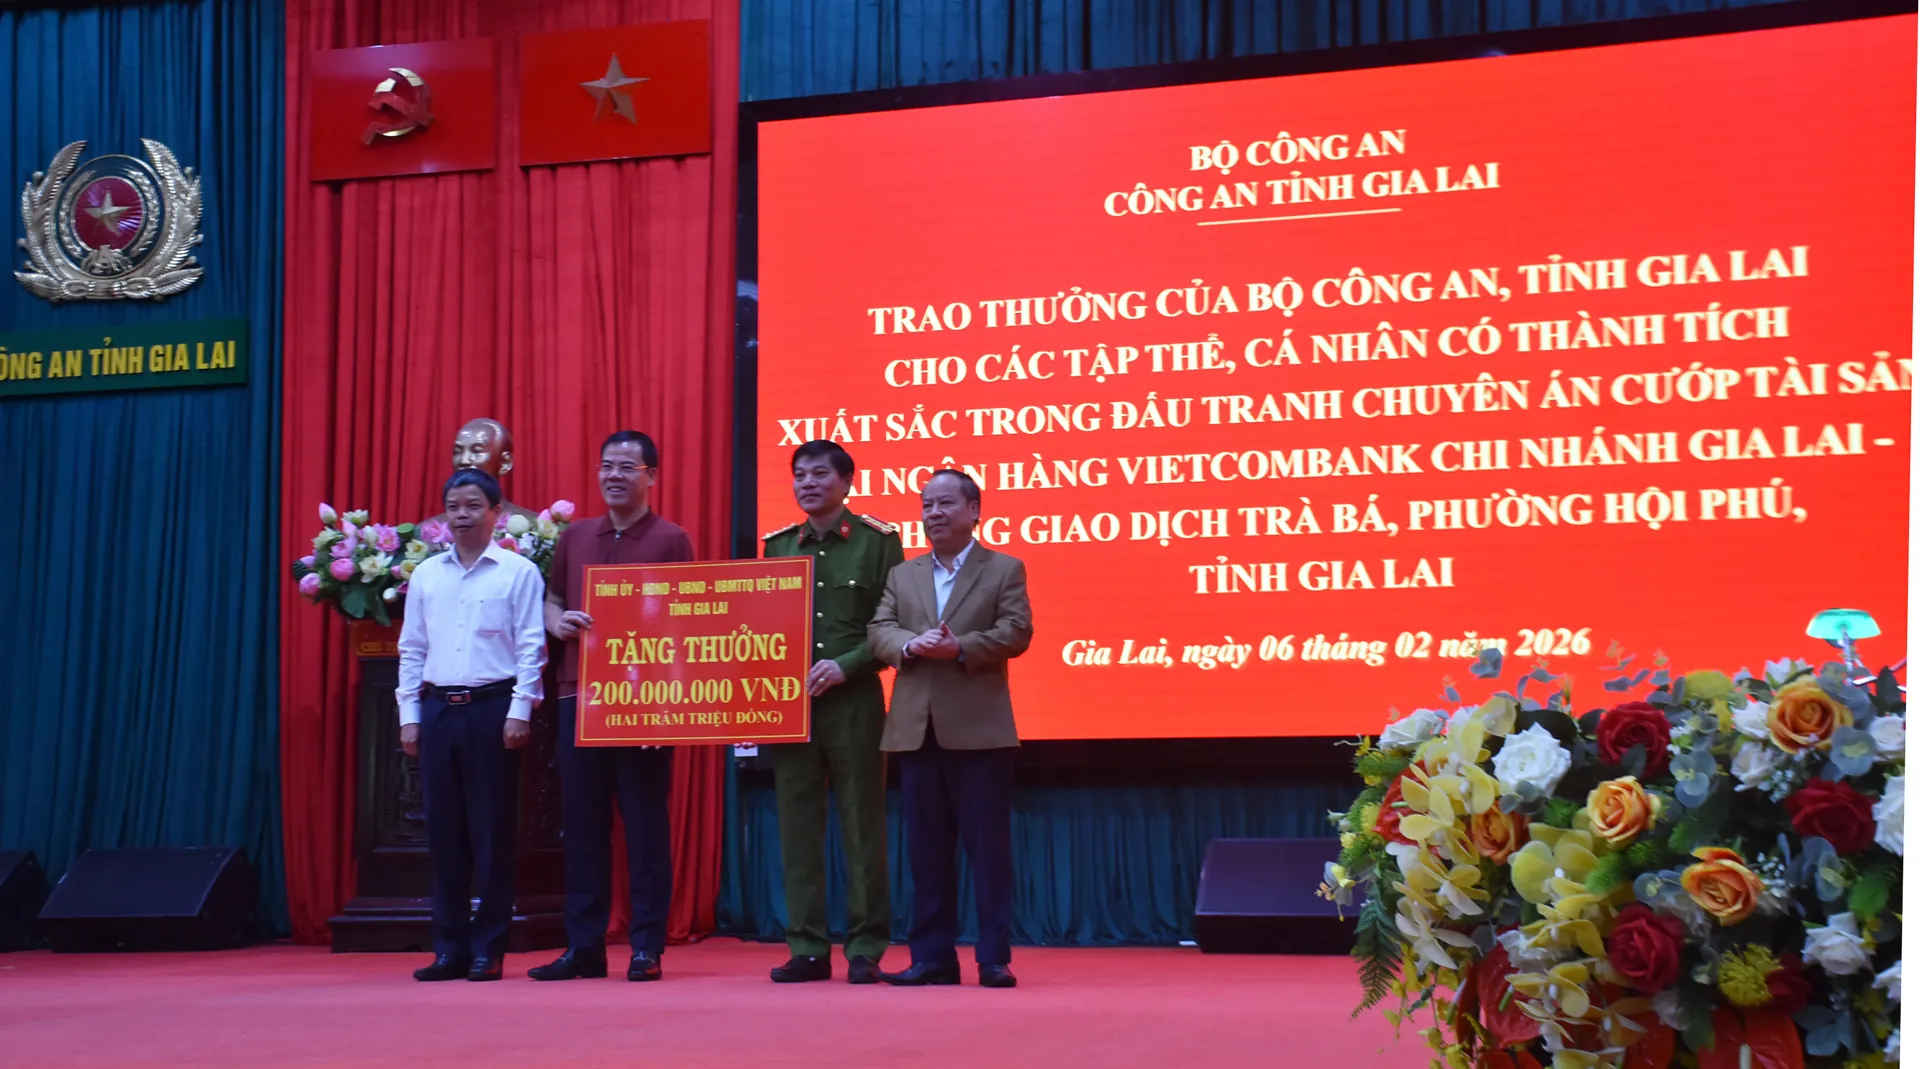 BỘ CÔNG AN
CÔNG AN TỈNH GIA LAI
TRAO THƯỞNG CỦA BỘ CÔNG AN, TỈNH GIA LAI
CHO CÁC TẬP THỂ, CÁ NHÂN CÓ THÀNH TÍCH
XUẤT SẮC TRONG ĐẤU TRANH CHUYÊN ÁN CƯỚP TÀI SẢN
NGÂN HÀNG VIETCOMBANK CHI NHÁNH GIA LAI -
GIAO DỊCH TRÀ BÁ, PHƯỜNG HỘI PHÚ,
TỈNH GIA LAI
Gia Lai, ngày 06 tháng 02 năm 2026
AN TỈNH GIA LAI
TỈNH ỦY - HĐND - UBND - UBMTTQ VIỆT NAM
TỈNH GIA LAI
TẶNG THƯỞNG
200.000.000 VNĐ
(HAI TRĂM TRIỆU ĐỒNG)